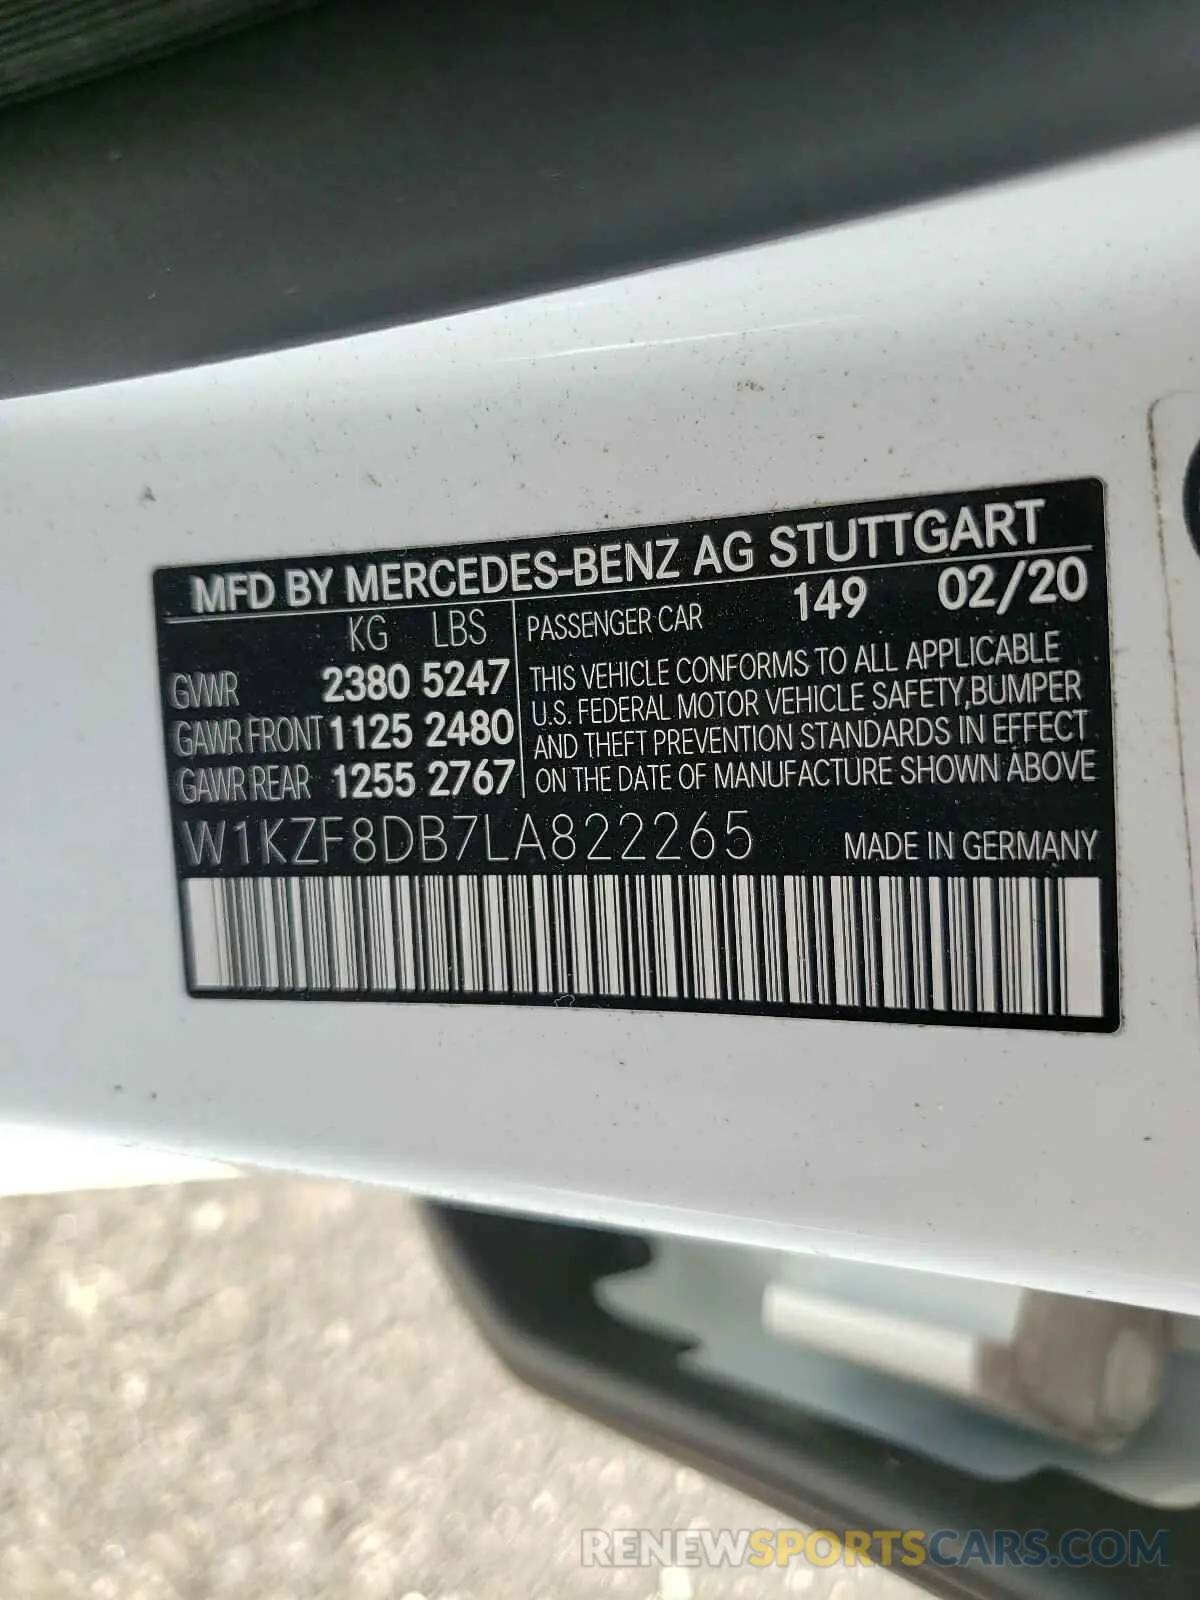 MFD BY MERCEDES-BENZ AG STUTTGART
KG LBS
GVWR 2380 5247
GAWR FRONT 1125 2480
GAWR REAR 1255 2767
PASSENGER CAR 149 02/20
THIS VEHICLE CONFORMS TO ALL APPLICABLE
U.S. FEDERAL MOTOR VEHICLE SAFETY, BUMPER
AND THEFT PREVENTION STANDARDS IN EFFECT
ON THE DATE OF MANUFACTURE SHOWN ABOVE
W1KZF8DB7LA822265 MADE IN GERMANY
RENEWSPORTSCARS.COM